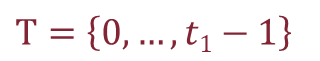 T = {0, …, t₁ − 1}